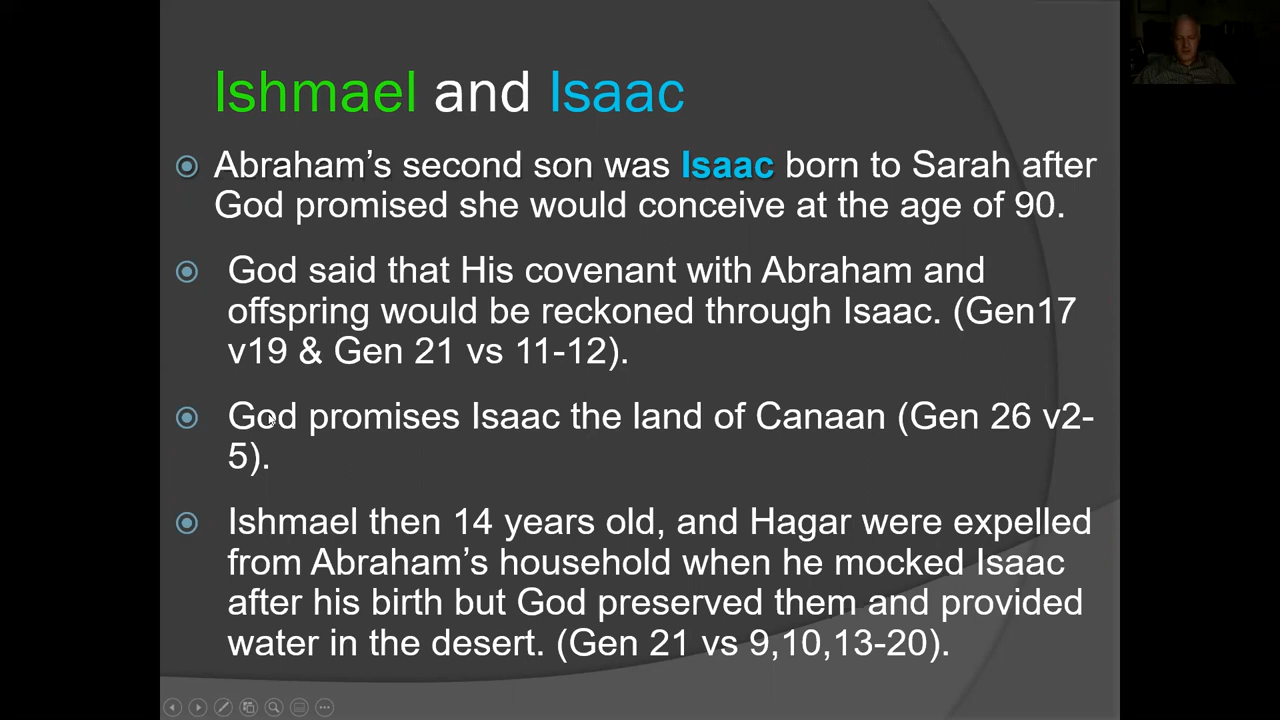 Ishmael and Isaac
Abraham’s second son was Isaac born to Sarah after
God promised she would conceive at the age of 90.
God said that His covenant with Abraham and
offspring would be reckoned through Isaac. (Gen17
v19 & Gen 21 vs 11-12).
God promises Isaac the land of Canaan (Gen 26 v2-
5).
Ishmael then 14 years old, and Hagar were expelled
from Abraham’s household when he mocked Isaac
after his birth but God preserved them and provided
water in the desert. (Gen 21 vs 9,10,13-20).